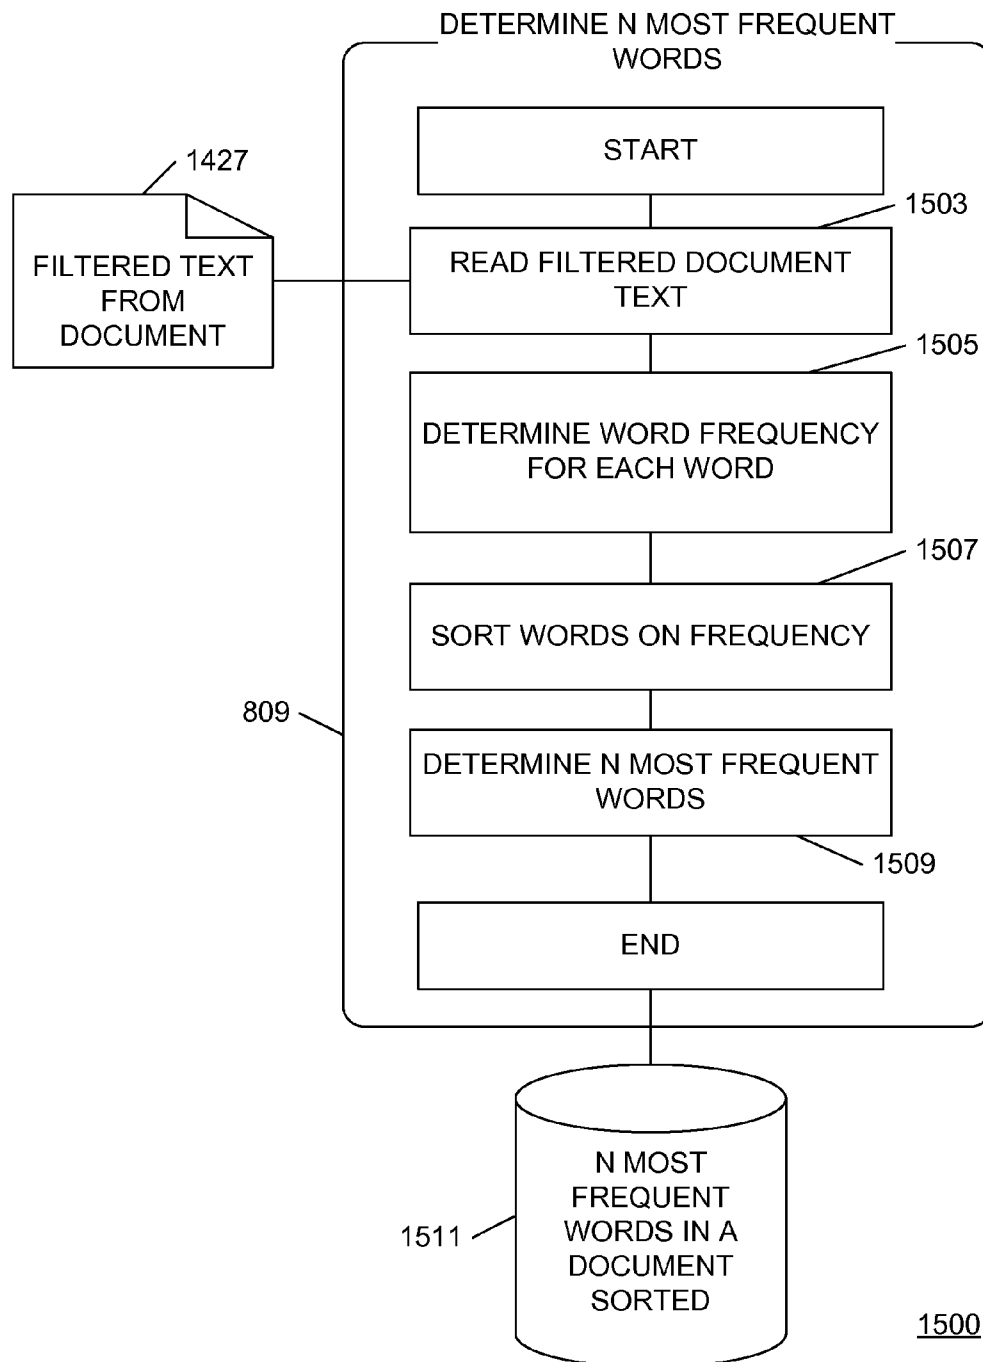 DETERMINE N MOST FREQUENT
WORDS
START
1427
1503
FILTERED TEXT
FROM
DOCUMENT
READ FILTERED DOCUMENT
TEXT
1505
DETERMINE WORD FREQUENCY
FOR EACH WORD
1507
SORT WORDS ON FREQUENCY
809
DETERMINE N MOST FREQUENT
WORDS
1509
END
N MOST
FREQUENT
WORDS IN A
DOCUMENT
SORTED
1511
1500